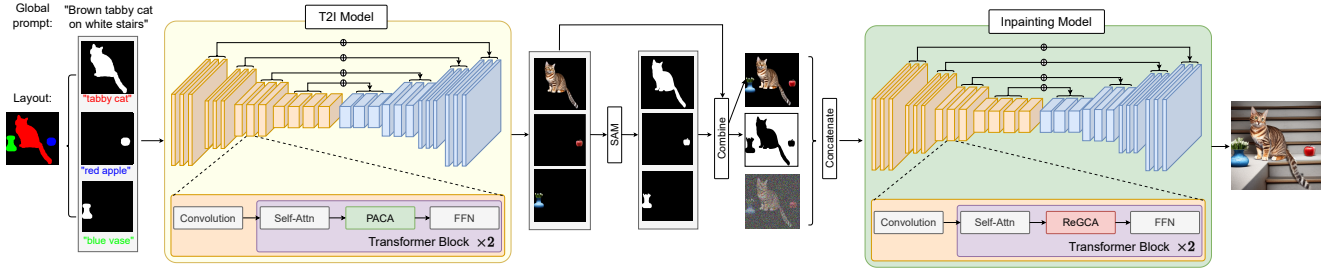 Global
prompt:
"Brown tabby cat
on white stairs"
Layout:
"tabby cat"
"red apple"
"blue vase"
T2I Model
Convolution
Self-Attn
PACA
FFN
Transformer Block ×2
SAM
Combine
Concatenate
Inpainting Model
Convolution
Self-Attn
ReGCA
FFN
Transformer Block ×2